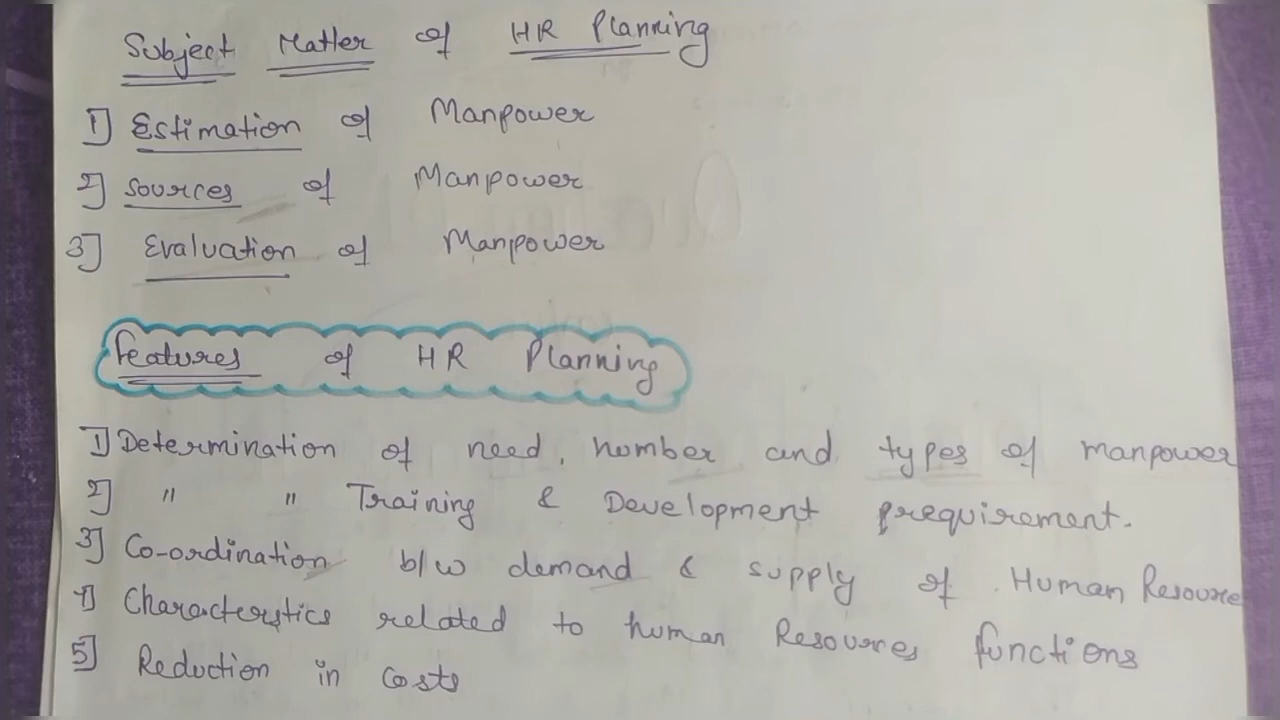 Subject Matter of HR Planning
1] Estimation of Manpower
2] Sources of Manpower
3] Evaluation of Manpower
Features of HR Planning
1] Determination of need, number and types of manpower
2] " " Training & Development prequirement.
3] Co-ordination b/w demand & supply of Human Resource
4] Characterstics related to human Resources functions
5] Reduction in costs